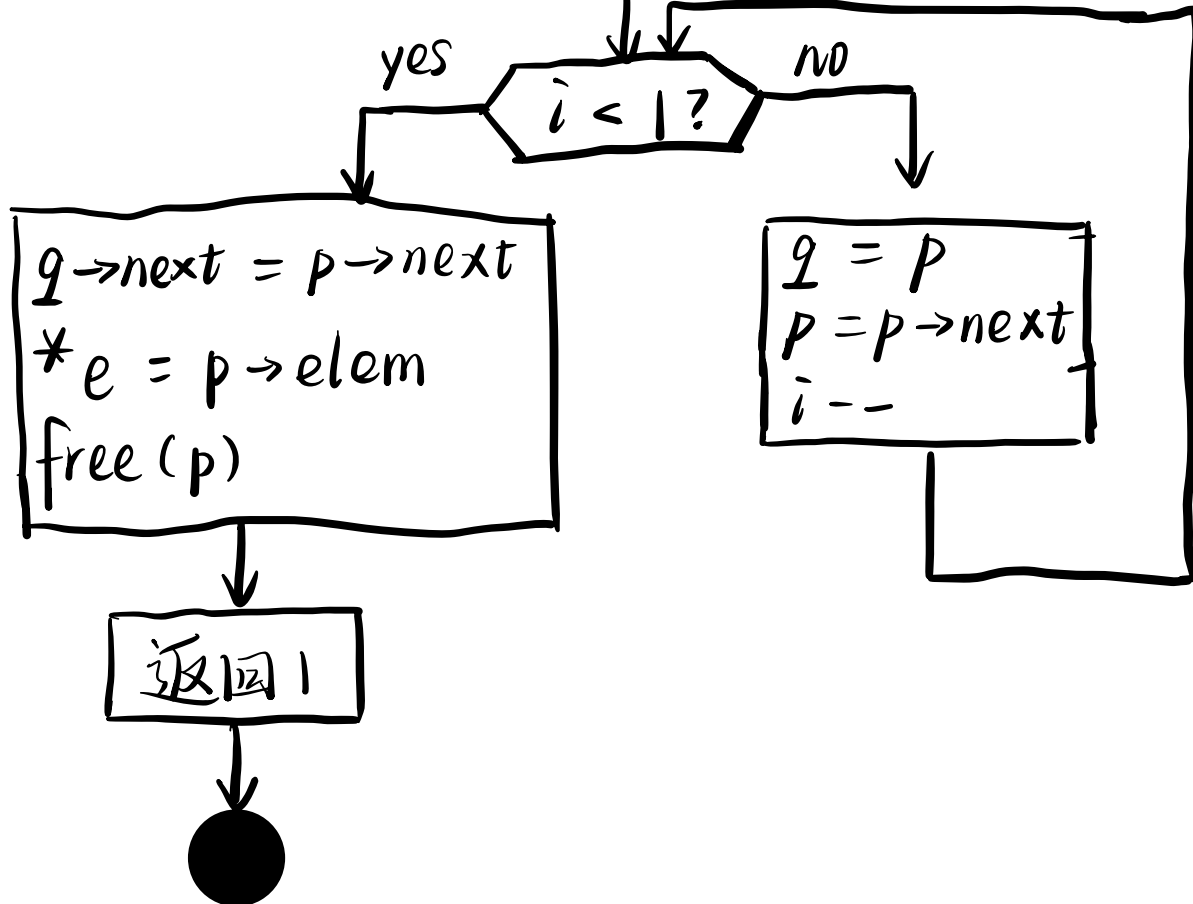 yes
i < 1 ?
no
q→next = p→next
*e = p→elem
free(p)
q = p
p = p→next
i--
返回 1